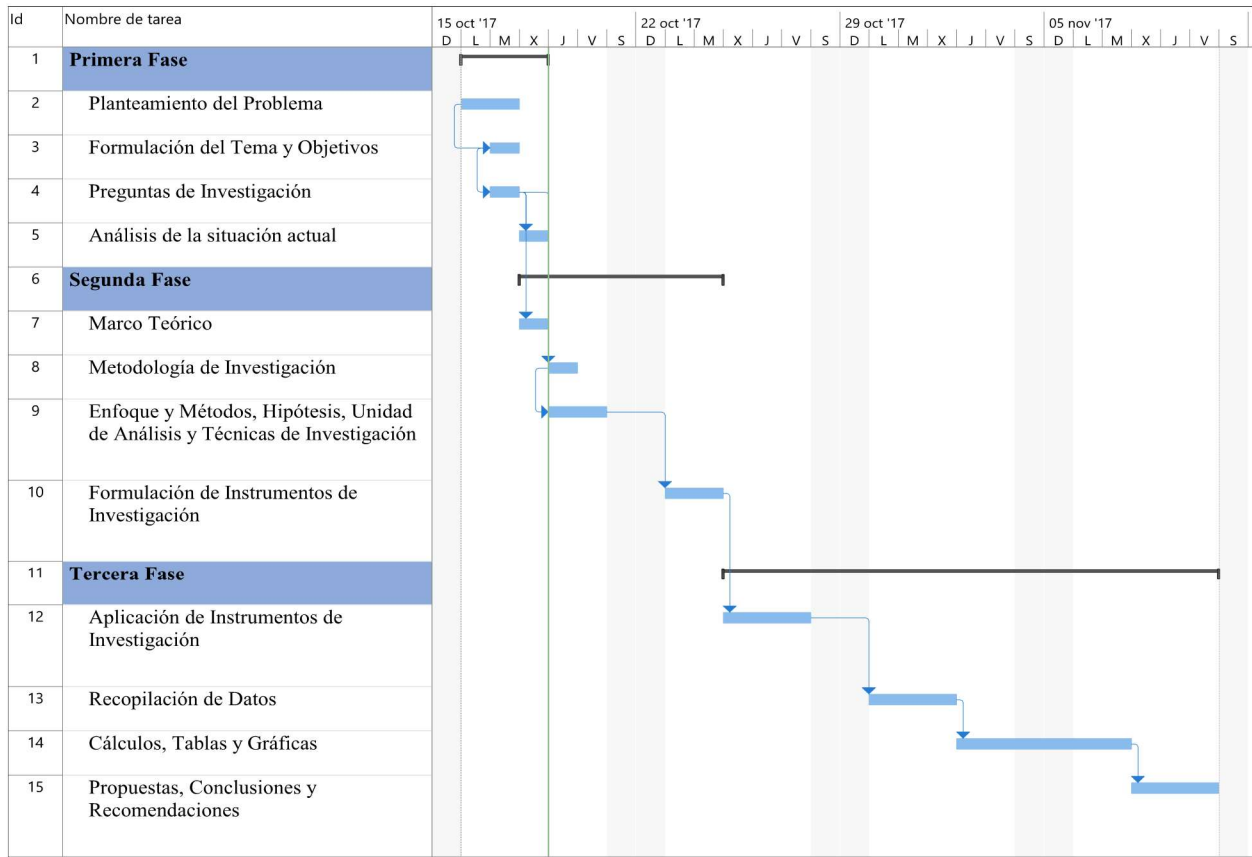 Id Nombre de tarea 15 oct '17 22 oct '17 29 oct '17 05 nov '17
D L M X J V S D L M X J V S D L M X J V S D L M X J V S
1 Primera Fase
2 Planteamiento del Problema
3 Formulación del Tema y Objetivos
4 Preguntas de Investigación
5 Análisis de la situación actual
6 Segunda Fase
7 Marco Teórico
8 Metodología de Investigación
9 Enfoque y Métodos, Hipótesis, Unidad
de Análisis y Técnicas de Investigación
10 Formulación de Instrumentos de
Investigación
11 Tercera Fase
12 Aplicación de Instrumentos de
Investigación
13 Recopilación de Datos
14 Cálculos, Tablas y Gráficas
15 Propuestas, Conclusiones y
Recomendaciones